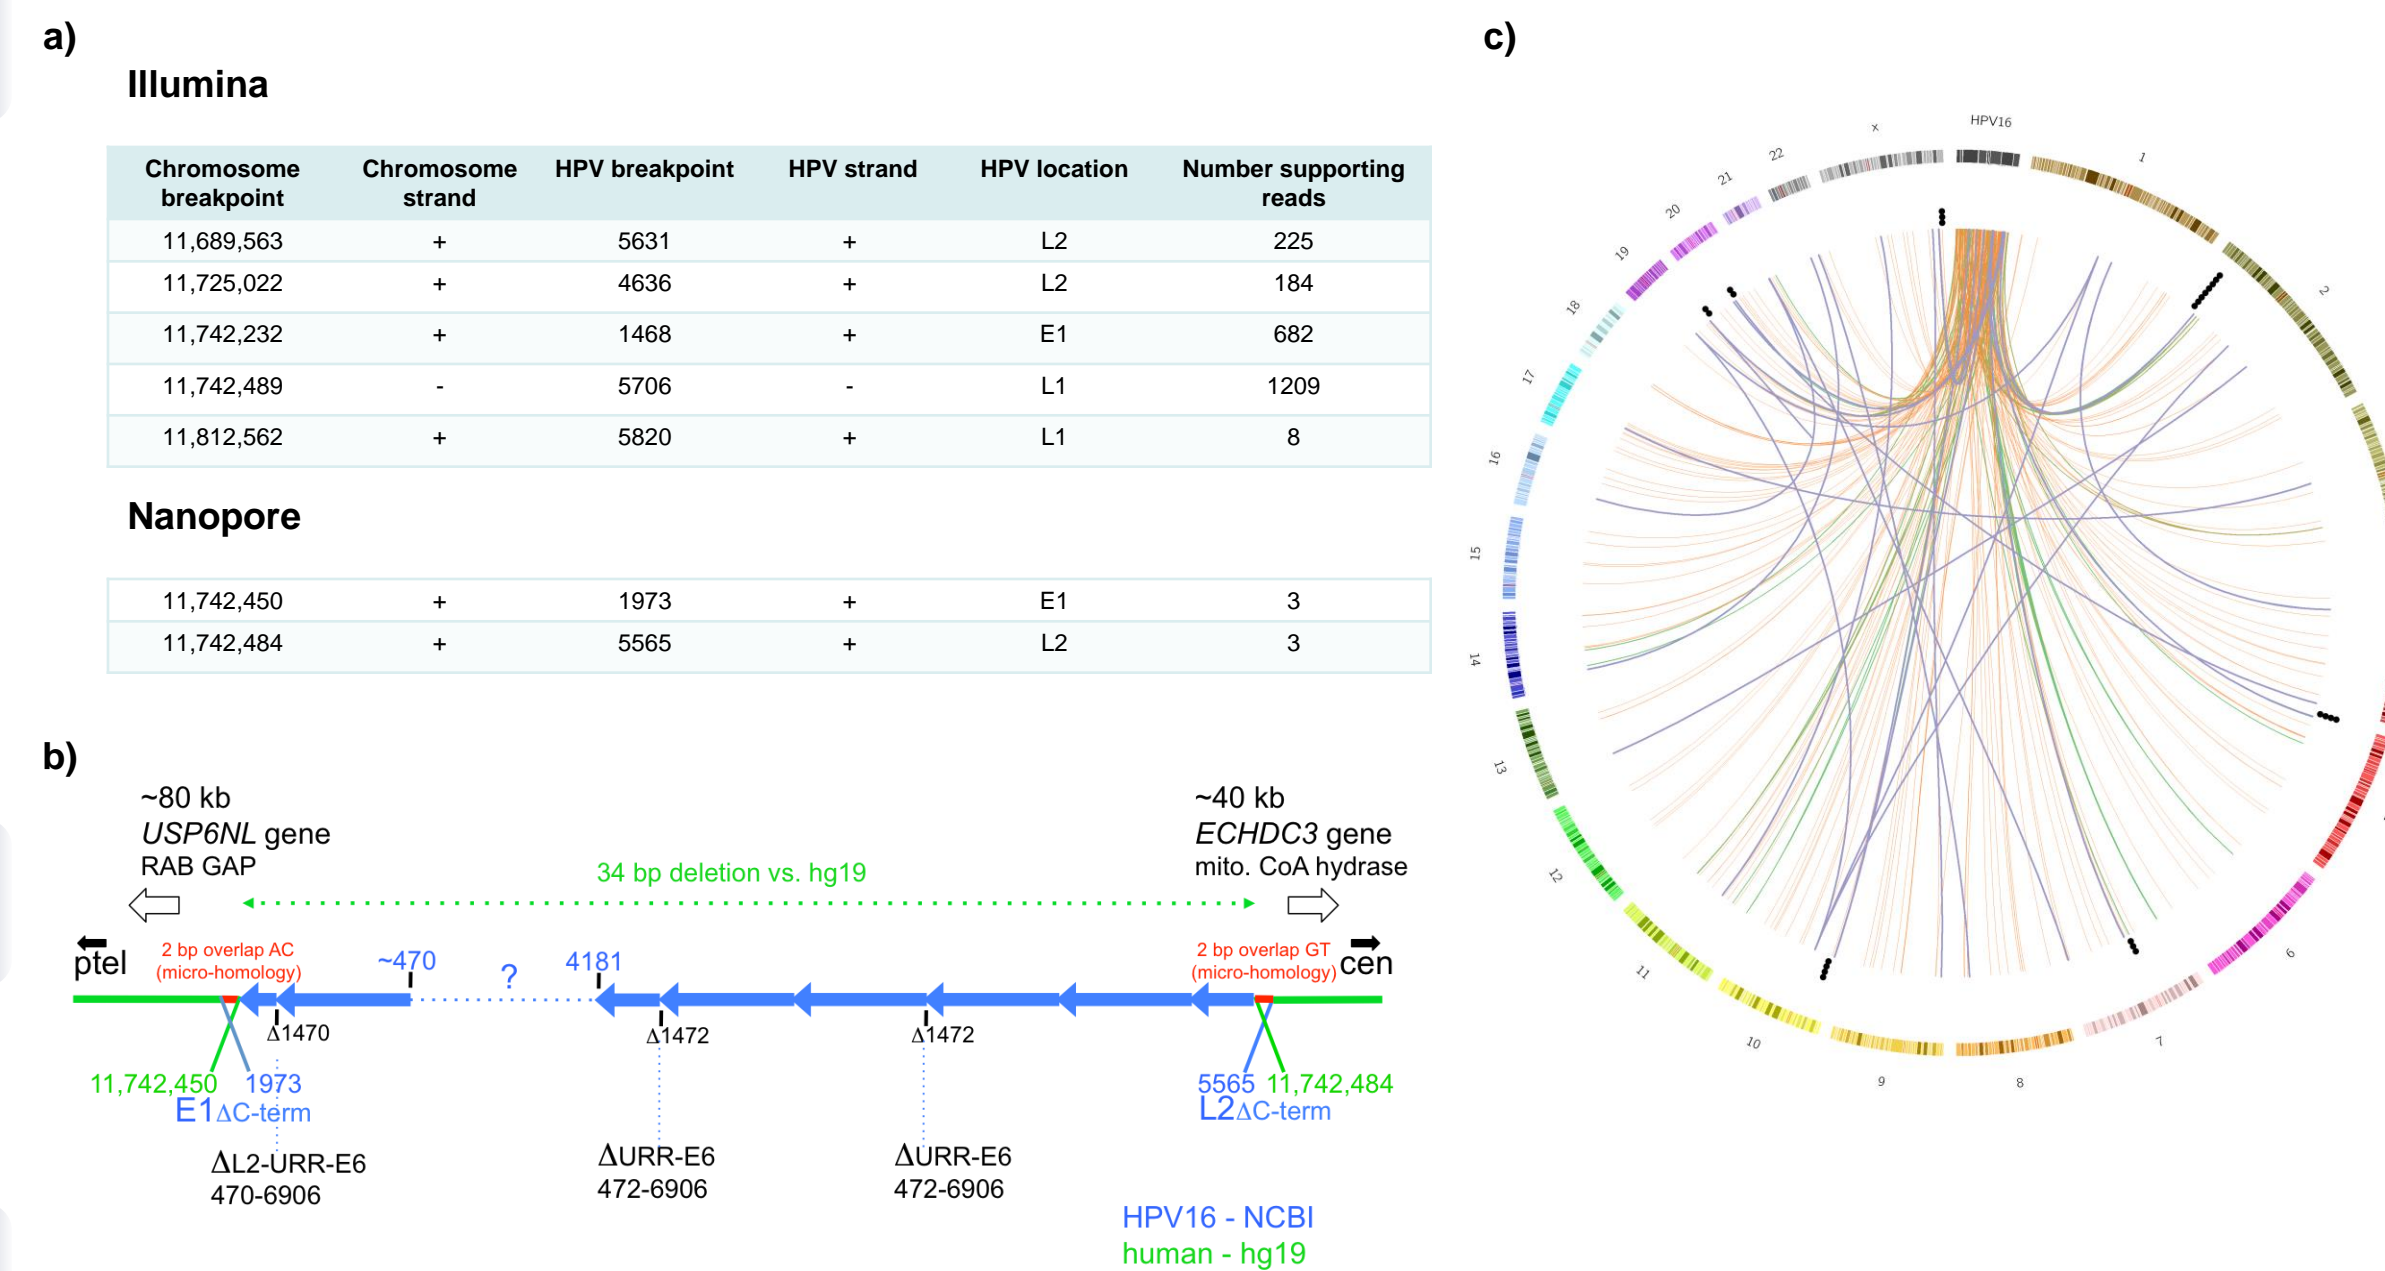 a)
Illumina
Chromosome breakpoint Chromosome strand HPV breakpoint HPV strand HPV location Number supporting reads
11,689,563 + 5631 + L2 225
11,725,022 + 4636 + L2 184
11,742,232 + 1468 + E1 682
11,742,489 - 5706 - L1 1209
11,812,562 + 5820 + L1 8
Nanopore
11,742,450 + 1973 + E1 3
11,742,484 + 5565 + L2 3
b)
~80 kb
USP6NL gene
RAB GAP
34 bp deletion vs. hg19
~40 kb
ECHDC3 gene
mito. CoA hydrase
ptel
2 bp overlap AC
(micro-homology)
~470
?
4181
2 bp overlap GT
(micro-homology)
cen
Δ1470
Δ1472
Δ1472
11,742,450 1973
E1ΔC-term
5565 11,742,484
L2ΔC-term
ΔL2-URR-E6
470-6906
ΔURR-E6
472-6906
ΔURR-E6
472-6906
HPV16 - NCBI
human - hg19
c)
HPV16
1
2
6
7
8
9
10
11
12
13
14
15
16
17
18
19
20
21
22
x